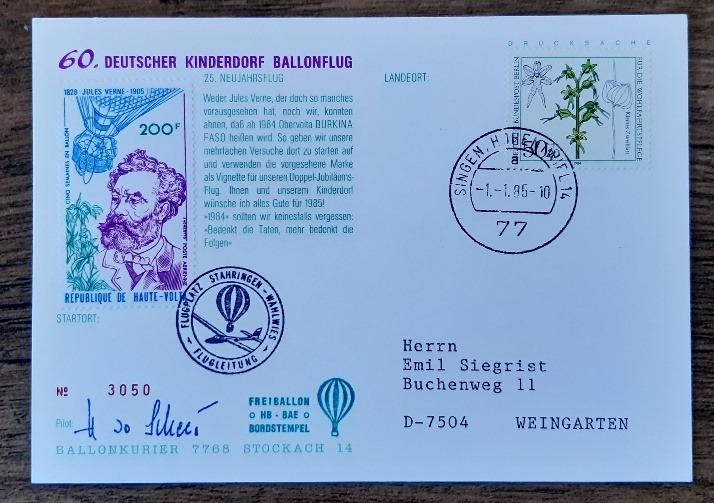 60. DEUTSCHER KINDERDORF BALLONFLUG
25. NEUJAHRSFLUG
1828 JULES VERNE-1905
200F
CINQ SEMAINES EN BALLON
REPUBLIQUE DE HAUTE-VOLTA
Weder Jules Verne, der doch so manches
vorausgesehen hat, noch wir, konnten
ahnen, daß ab 1984 Obervolta BURKINA
FASO heißen wird. So geben wir unsere
mehrfachen Versuche dort zu starten auf
und verwenden die vorgesehene Marke
als Vignette für unseren Doppel-Jubiläums-
Flug. Ihnen und unserem Kinderdorf
wünsche ich alles Gute für 1985!
»1984« sollten wir keinesfalls vergessen:
»Bedenkt die Taten, mehr bedenkt die
Folgen«
LANDEORT:
DRUCKSACHE
DEUTSCHE BUNDESPOST BERLIN
50
FÜR DIE WOHLFAHRTSPFLEGE
SINGEN, HOHENTWIEL 14
a
-1.-1.85-10
77
STARTORT:
FLUGPLATZ STAHRINGEN-WAHLWIES
- FLUGLEITUNG -
Nº 3050
Pilot:
FREIBALLON
HB-BAE
BORDSTEMPEL
BALLONKURIER 7768 STOCKACH 14
Herrn
Emil Siegrist
Buchenweg 11
D-7504 WEINGARTEN